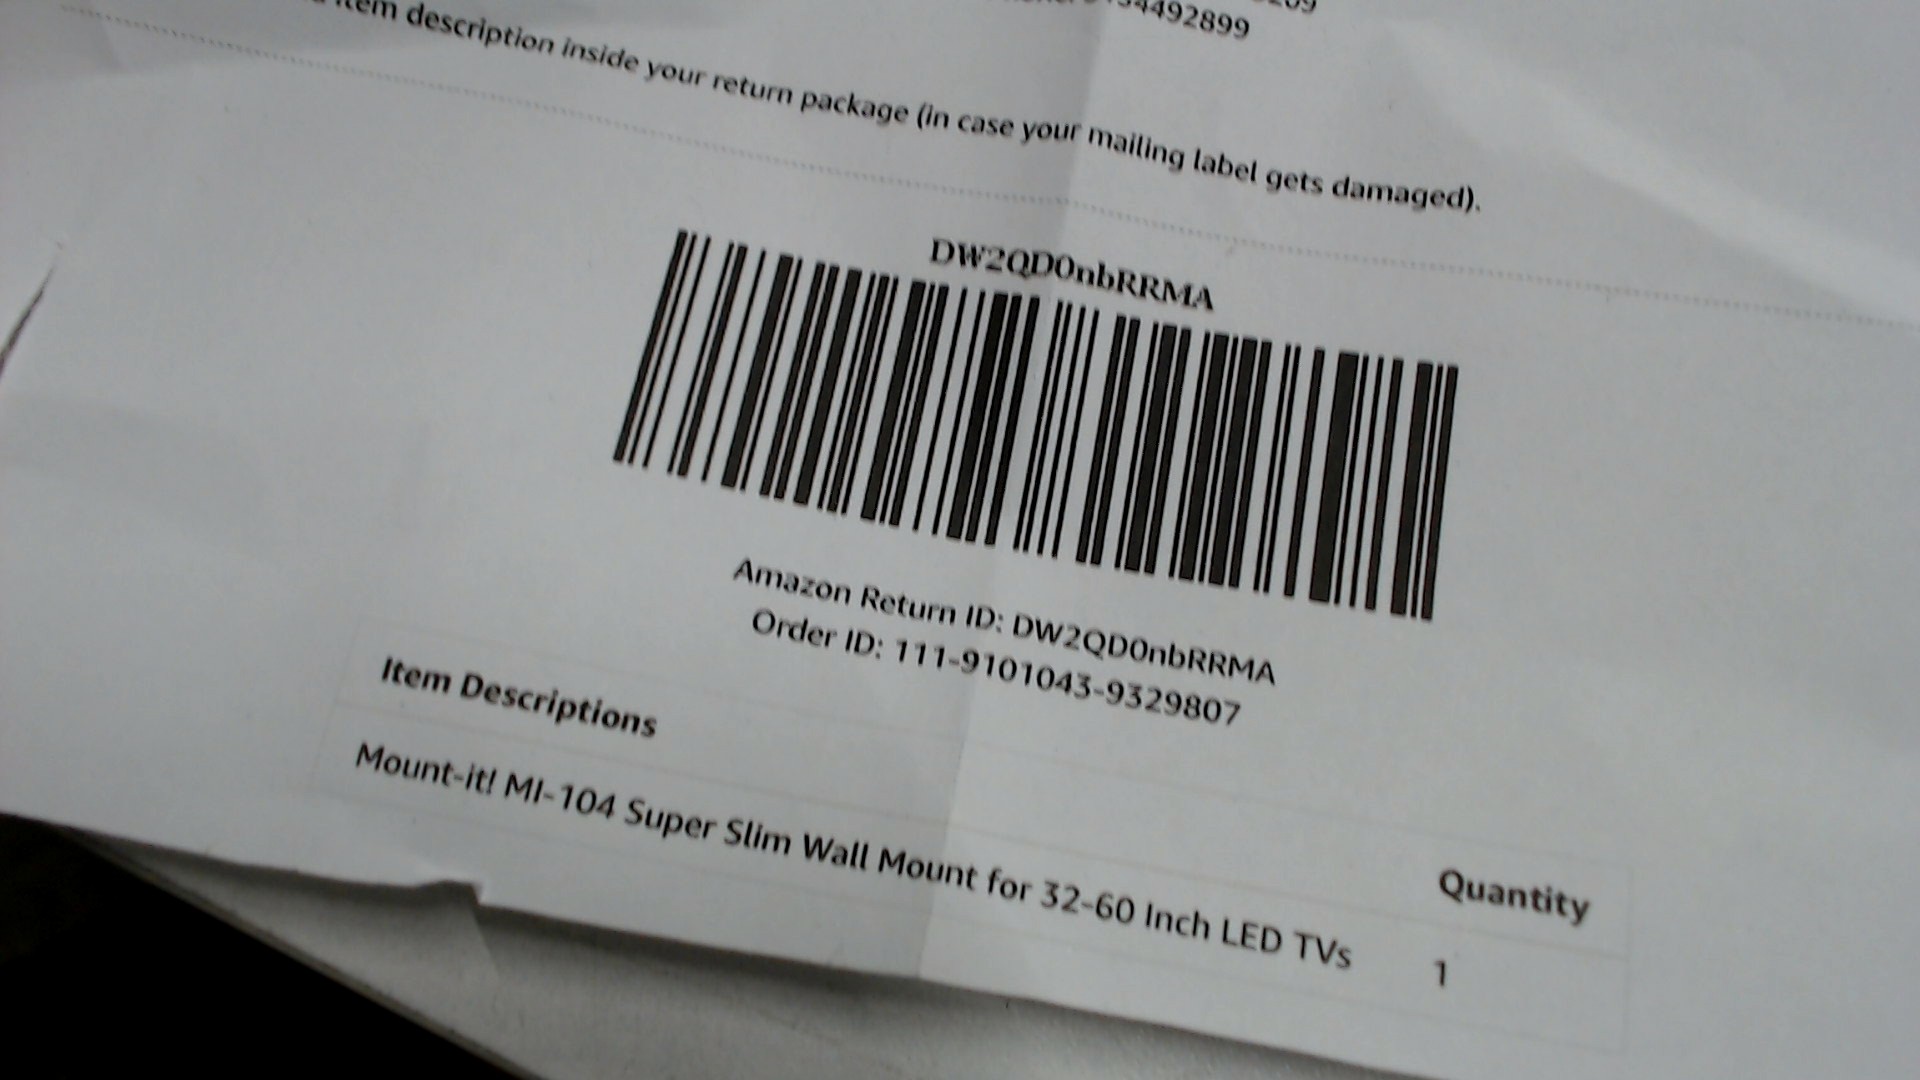 item description inside your return package (in case your mailing label gets damaged).
DW2QD0nbRRMA
Amazon Return ID: DW2QD0nbRRMA
Order ID: 111-9101043-9329807
Item Descriptions
Quantity
Mount-it! MI-104 Super Slim Wall Mount for 32-60 Inch LED TVs
1